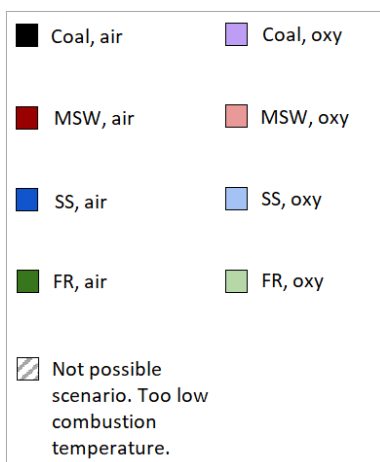 Coal, air
Coal, oxy
MSW, air
MSW, oxy
SS, air
SS, oxy
FR, air
FR, oxy
Not possible
scenario. Too low
combustion
temperature.